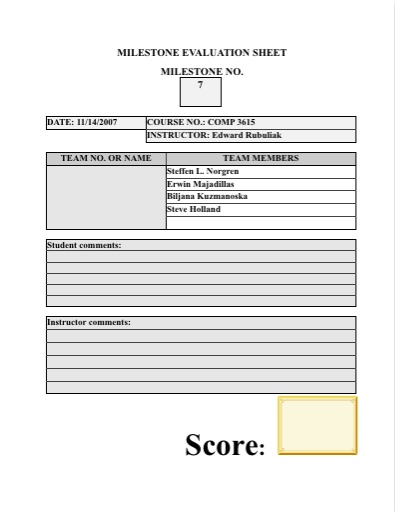 MILESTONE EVALUATION SHEET
MILESTONE NO.
7
DATE: 11/14/2007 COURSE NO.: COMP 3615
INSTRUCTOR: Edward Rubuliak
TEAM NO. OR NAME TEAM MEMBERS
Steffen L. Norgren
Erwin Majadillas
Biljana Kuzmanoska
Steve Holland
Student comments:
Instructor comments:
Score: